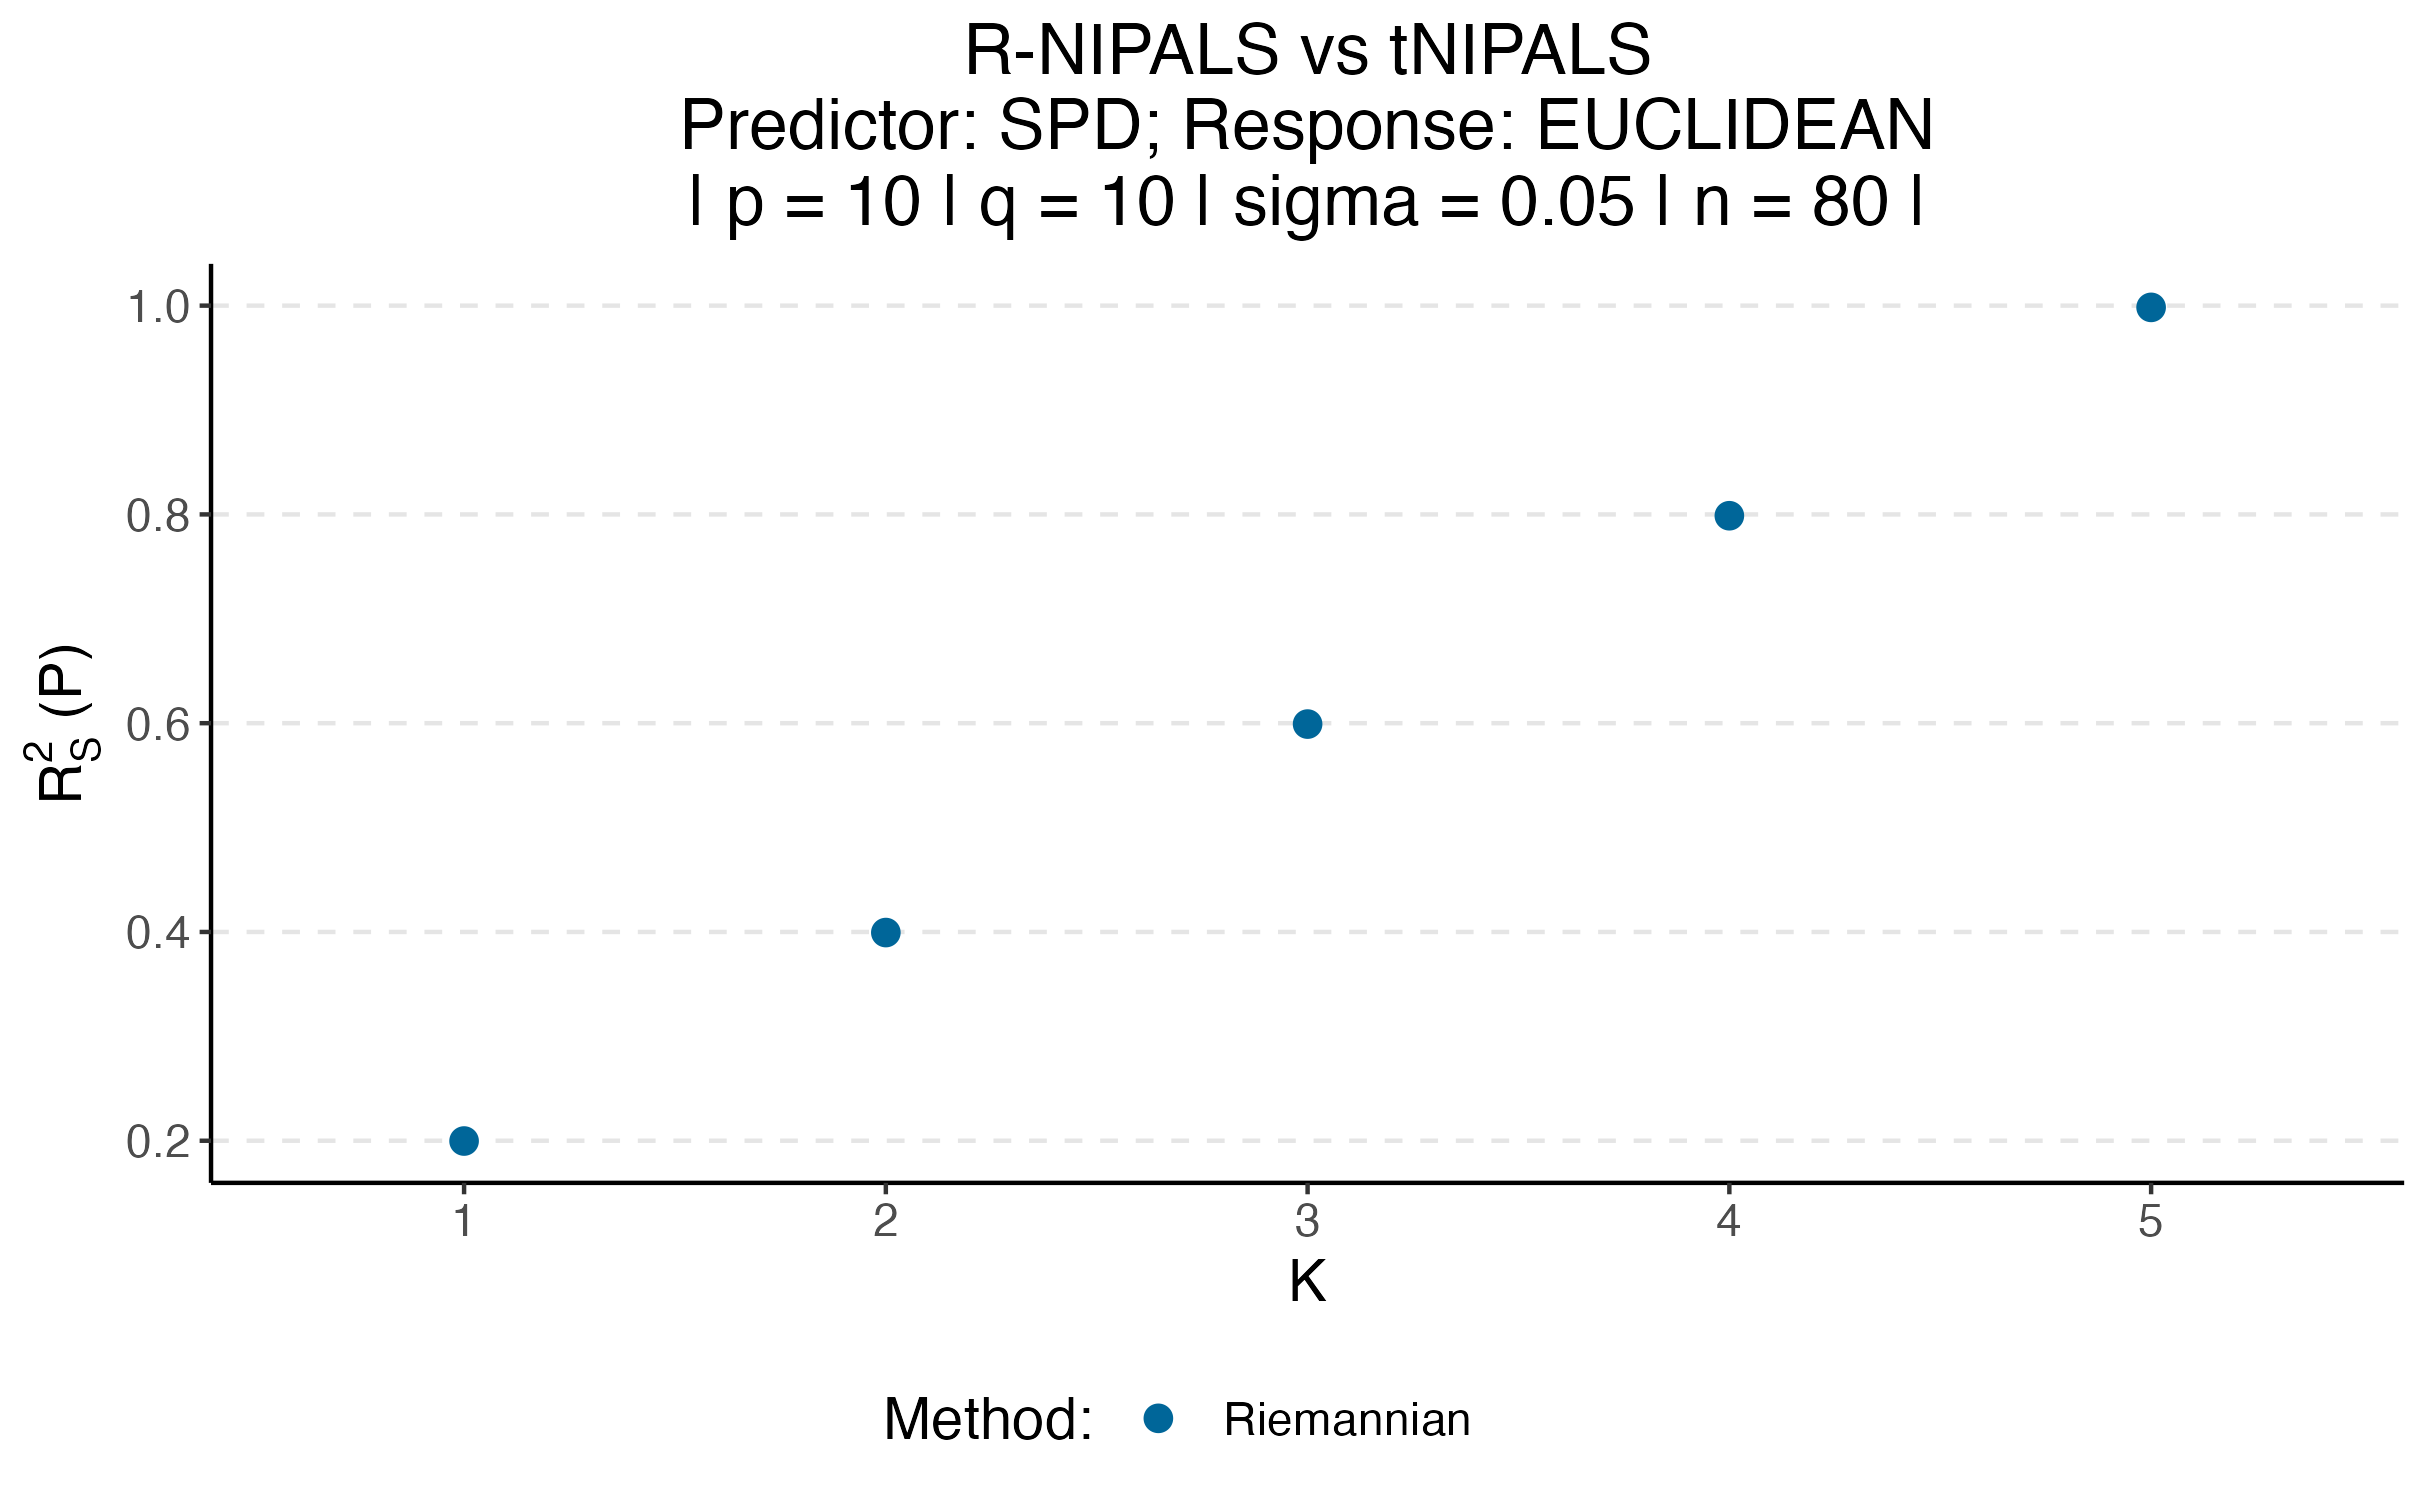 R-NIPALS vs tNIPALS
Predictor: SPD; Response: EUCLIDEAN
| p = 10 | q = 10 | sigma = 0.05 | n = 80 |
R²_S (P)
1.0
0.8
0.6
0.4
0.2
1 2 3 4 5
K
Method: Riemannian